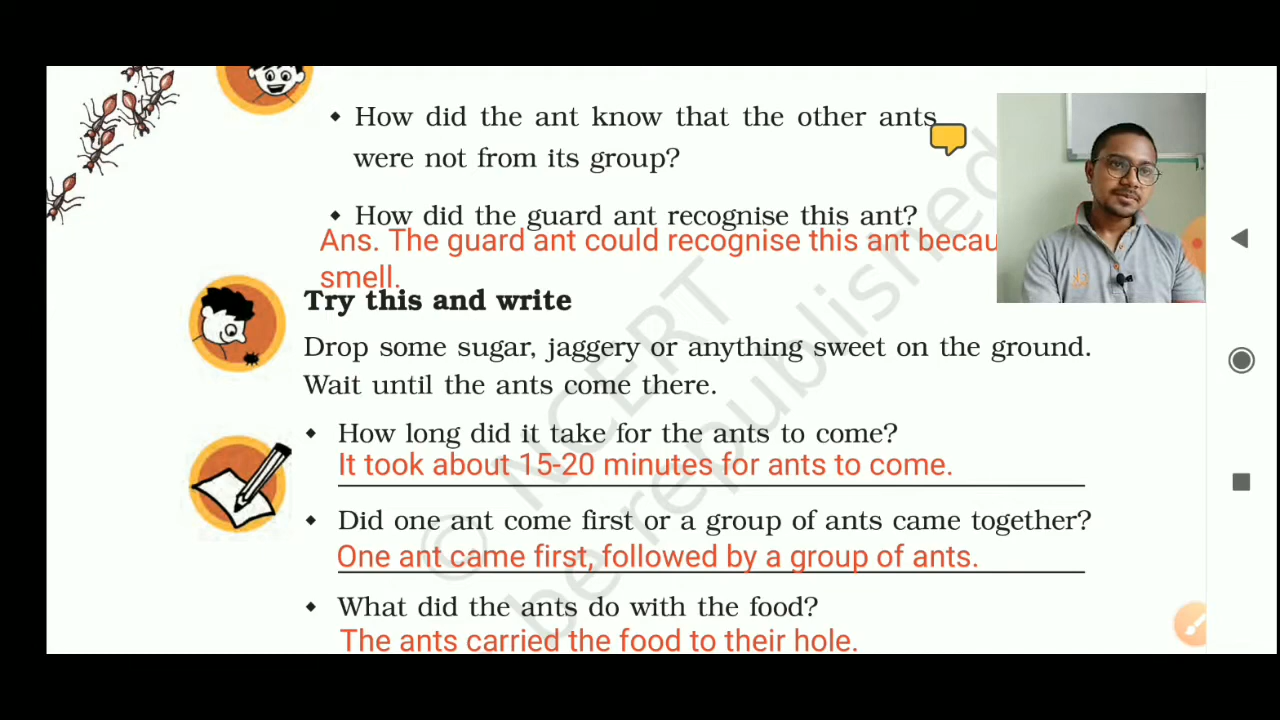 How did the ant know that the other ants
were not from its group?
How did the guard ant recognise this ant?
Ans. The guard ant could recognise this ant
smell.
Try this and write
Drop some sugar, jaggery or anything sweet on the ground.
Wait until the ants come there.
How long did it take for the ants to come?
It took about 15-20 minutes for ants to come.
Did one ant come first or a group of ants came together?
One ant came first, followed by a group of ants.
What did the ants do with the food?
The ants carried the food to their hole.
© NCERT
be republished